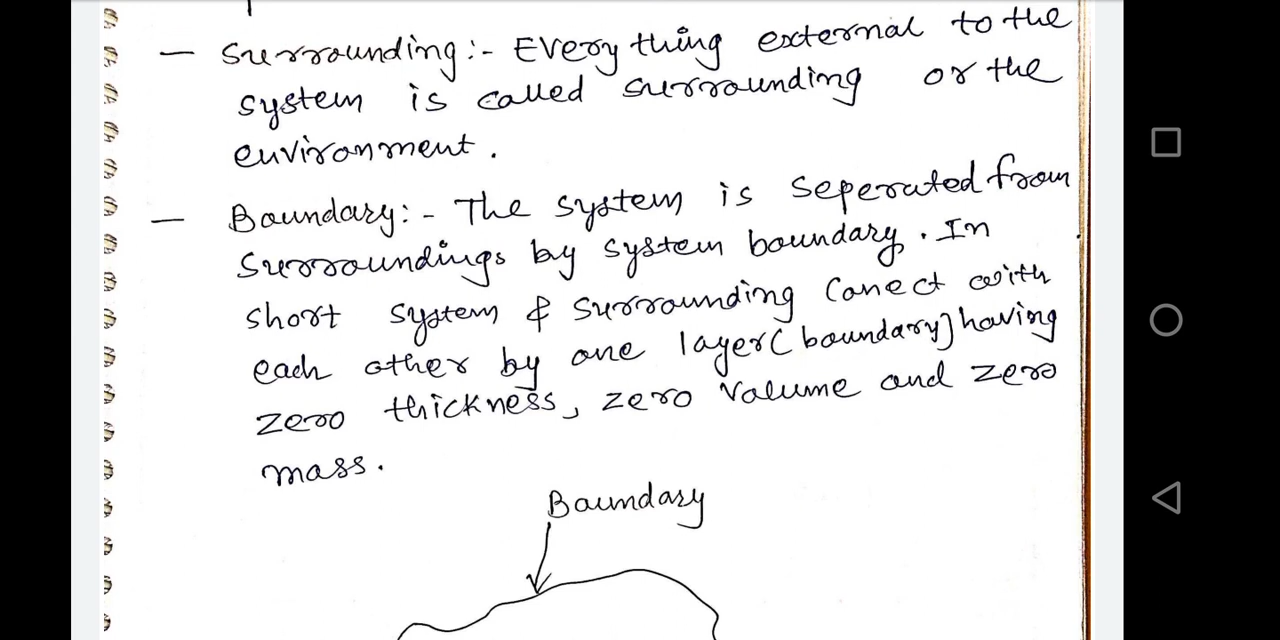 — Surrounding :- Everything external to the
system is called surrounding or the
environment.
— Boundary :- The system is seperated from
surroundings by system boundary. In
short system & surrounding conect with
each other by one layer (boundary) having
zero thickness, zero volume and zero
mass.
Boundary